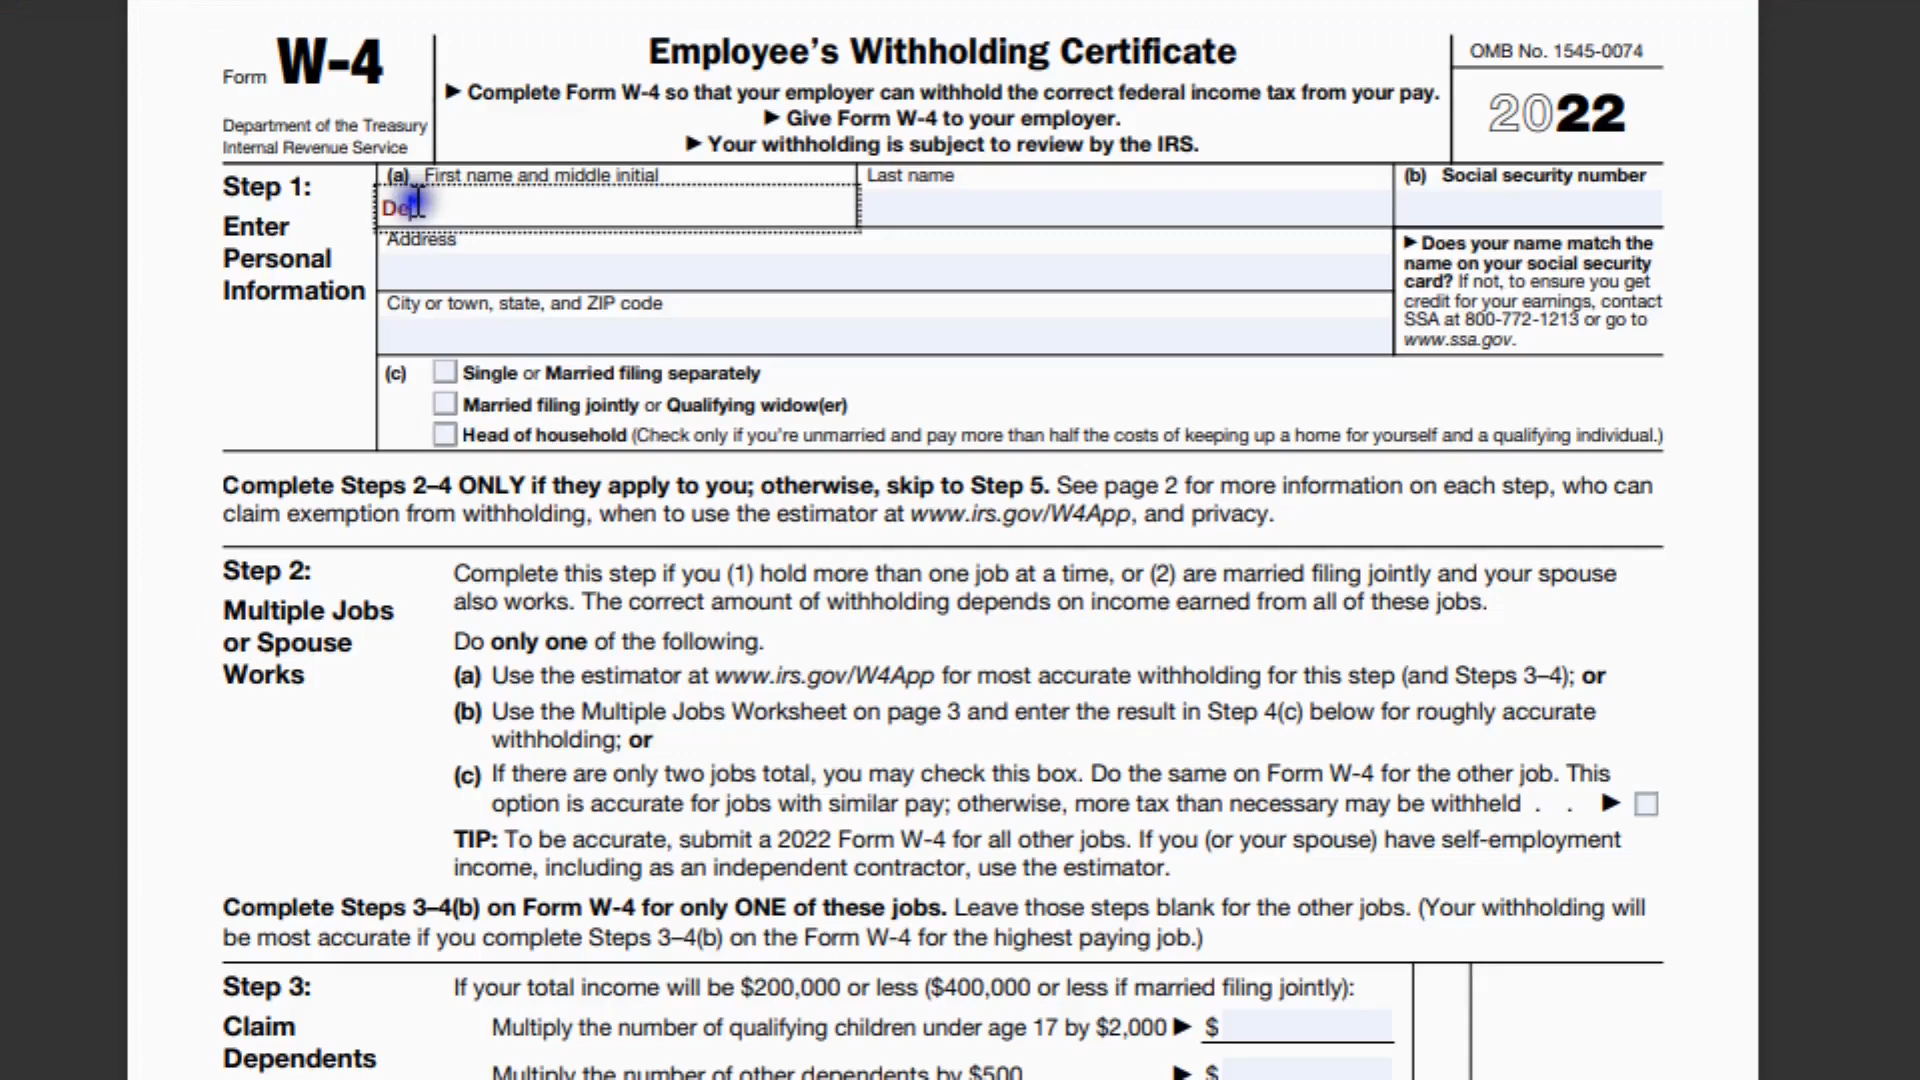 Form W-4
Department of the Treasury
Internal Revenue Service
Employee's Withholding Certificate
▶ Complete Form W-4 so that your employer can withhold the correct federal income tax from your pay.
▶ Give Form W-4 to your employer.
▶ Your withholding is subject to review by the IRS.
OMB No. 1545-0074
2022
Step 1:
Enter
Personal
Information
(a) First name and middle initial
Last name
(b) Social security number
Address
City or town, state, and ZIP code
▶ Does your name match the
name on your social security
card? If not, to ensure you get
credit for your earnings, contact
SSA at 800-772-1213 or go to
www.ssa.gov.
(c) Single or Married filing separately
Married filing jointly or Qualifying widow(er)
Head of household (Check only if you're unmarried and pay more than half the costs of keeping up a home for yourself and a qualifying individual.)
Complete Steps 2–4 ONLY if they apply to you; otherwise, skip to Step 5. See page 2 for more information on each step, who can
claim exemption from withholding, when to use the estimator at www.irs.gov/W4App, and privacy.
Step 2:
Multiple Jobs
or Spouse
Works
Complete this step if you (1) hold more than one job at a time, or (2) are married filing jointly and your spouse
also works. The correct amount of withholding depends on income earned from all of these jobs.
Do only one of the following.
(a) Use the estimator at www.irs.gov/W4App for most accurate withholding for this step (and Steps 3–4); or
(b) Use the Multiple Jobs Worksheet on page 3 and enter the result in Step 4(c) below for roughly accurate
withholding; or
(c) If there are only two jobs total, you may check this box. Do the same on Form W-4 for the other job. This
option is accurate for jobs with similar pay; otherwise, more tax than necessary may be withheld . . ▶
TIP: To be accurate, submit a 2022 Form W-4 for all other jobs. If you (or your spouse) have self-employment
income, including as an independent contractor, use the estimator.
Complete Steps 3–4(b) on Form W-4 for only ONE of these jobs. Leave those steps blank for the other jobs. (Your withholding will
be most accurate if you complete Steps 3–4(b) on the Form W-4 for the highest paying job.)
Step 3:
Claim
Dependents
If your total income will be $200,000 or less ($400,000 or less if married filing jointly):
Multiply the number of qualifying children under age 17 by $2,000 ▶ $
Multiply the number of other dependents by $500 ▶ $